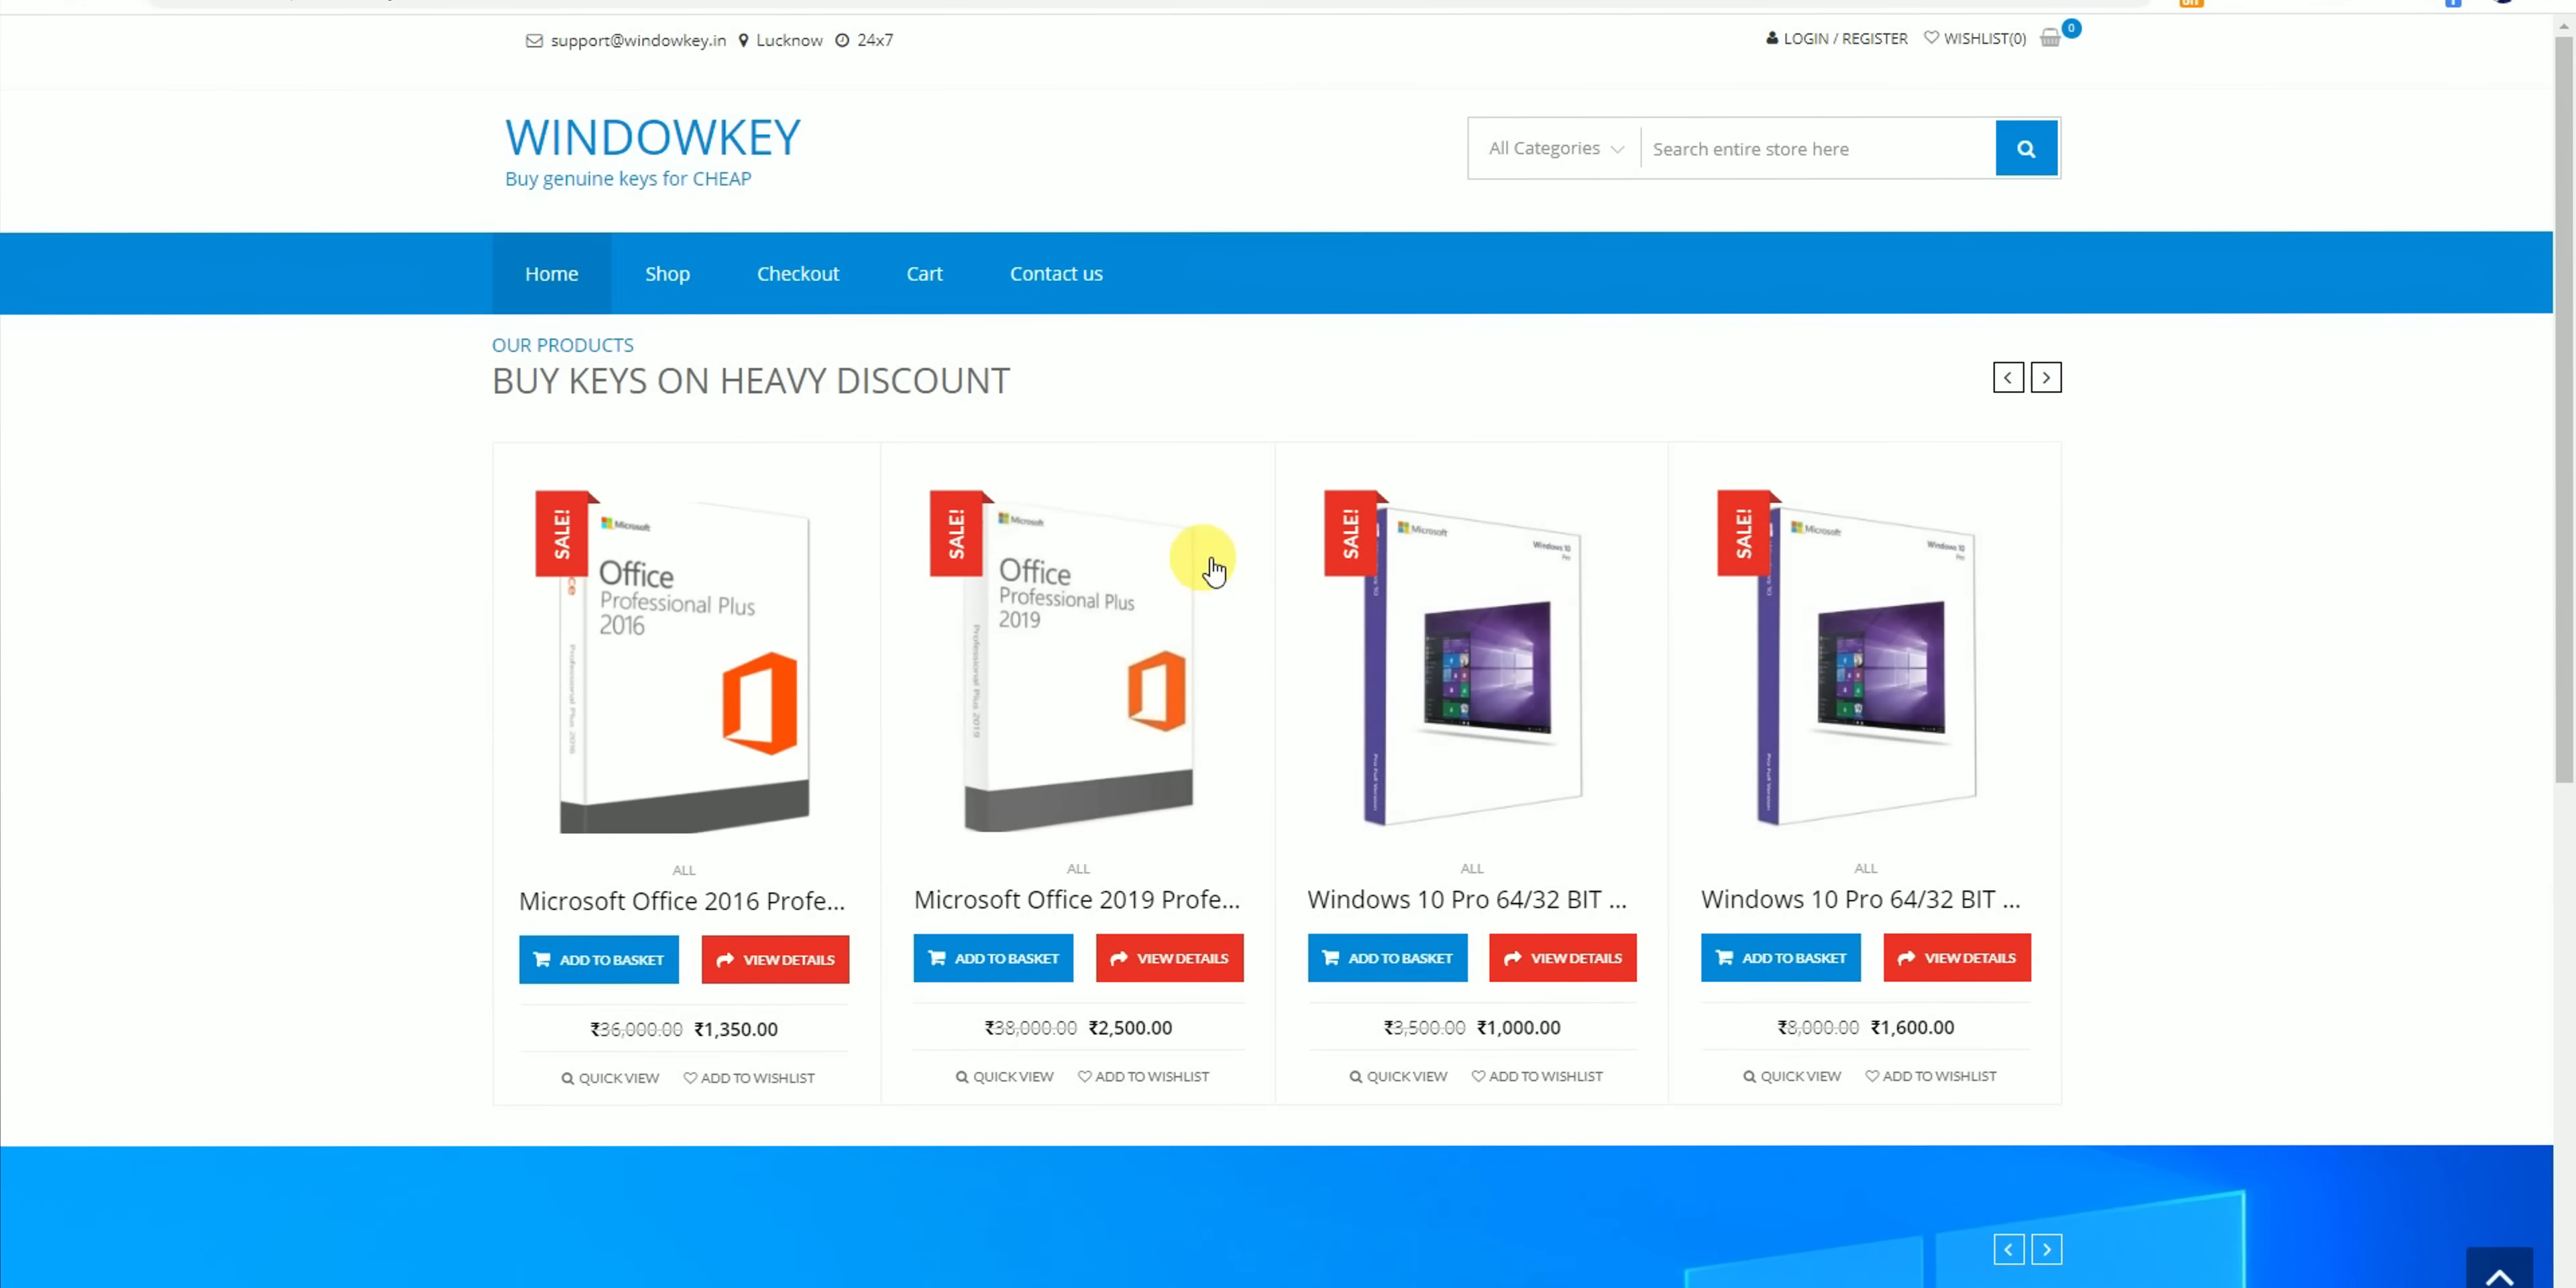 support@windowkey.in Lucknow 24x7
LOGIN / REGISTER WISHLIST(0) 0
WINDOWKEY
Buy genuine keys for CHEAP
All Categories Search entire store here
Home Shop Checkout Cart Contact us
OUR PRODUCTS
BUY KEYS ON HEAVY DISCOUNT
SALE!
Microsoft
Office
Professional Plus
2016
Professional Plus 2016
SALE!
Microsoft
Office
Professional Plus
2019
Professional Plus 2019
SALE!
Microsoft
Windows 10
Pro
SALE!
Microsoft
Windows 10
Pro
ALL ALL ALL ALL
Microsoft Office 2016 Profe... Microsoft Office 2019 Profe... Windows 10 Pro 64/32 BIT ... Windows 10 Pro 64/32 BIT ...
ADD TO BASKET VIEW DETAILS ADD TO BASKET VIEW DETAILS ADD TO BASKET VIEW DETAILS ADD TO BASKET VIEW DETAILS
₹36,000.00 ₹1,350.00 ₹38,000.00 ₹2,500.00 ₹3,500.00 ₹1,000.00 ₹8,000.00 ₹1,600.00
QUICK VIEW ADD TO WISHLIST QUICK VIEW ADD TO WISHLIST QUICK VIEW ADD TO WISHLIST QUICK VIEW ADD TO WISHLIST